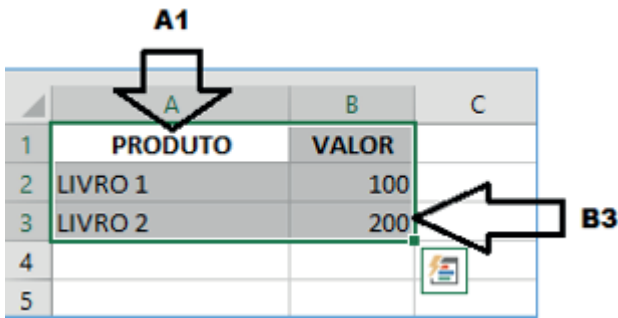 A1
A B C
1 PRODUTO VALOR
2 LIVRO 1 100
3 LIVRO 2 200 B3
4
5